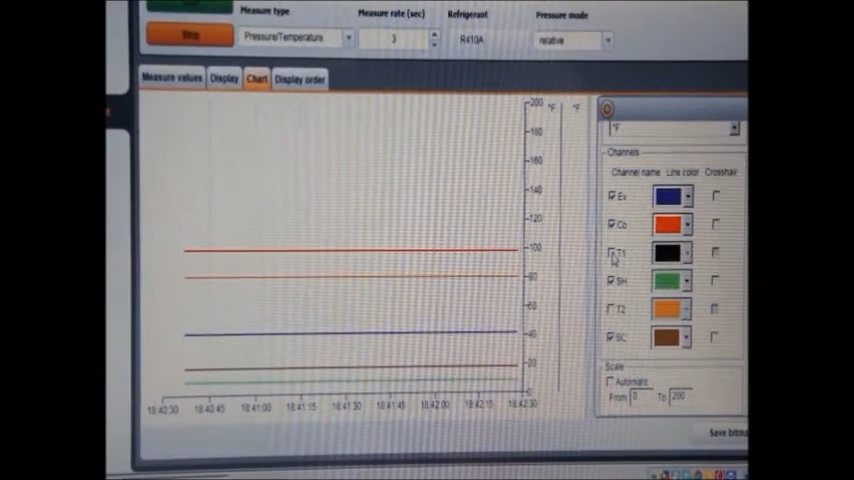 Measure type Measure rate (sec) Refrigerant Pressure mode
Stop Pressure/Temperature 3 R410A relative
Measure values Display Chart Display order
200 °F °F
180
160
140
120
100
80
60
40
20
0
18:40:30 18:40:45 18:41:00 18:41:15 18:41:30 18:41:45 18:42:00 18:42:15 18:42:30
°F
Channels
Channel name Line color Crosshair
Ev
Co
T1
SH
T2
SC
Scale
Automatic
From 0 To 200
Save bitma